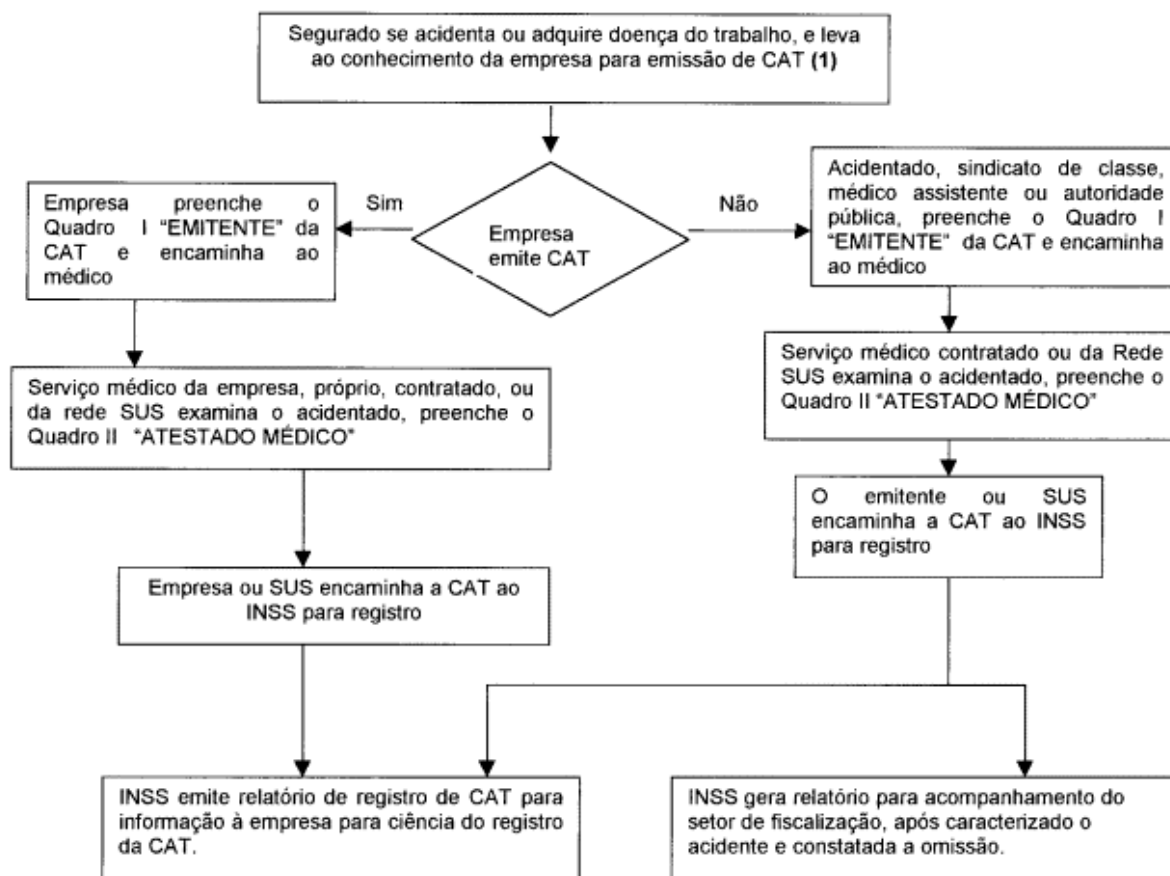 Segurado se acidenta ou adquire doença do trabalho, e leva
ao conhecimento da empresa para emissão de CAT (1)
Empresa preenche o
Quadro I “EMITENTE” da
CAT e encaminha ao
médico
Sim
Empresa
emite CAT
Não
Acidentado, sindicato de classe,
médico assistente ou autoridade
pública, preenche o Quadro I
“EMITENTE” da CAT e encaminha
ao médico
Serviço médico da empresa, próprio, contratado, ou
da rede SUS examina o acidentado, preenche o
Quadro II “ATESTADO MÉDICO”
Serviço médico contratado ou da Rede
SUS examina o acidentado, preenche o
Quadro II “ATESTADO MÉDICO”
O emitente ou SUS
encaminha a CAT ao INSS
para registro
Empresa ou SUS encaminha a CAT ao
INSS para registro
INSS emite relatório de registro de CAT para
informação à empresa para ciência do registro
da CAT.
INSS gera relatório para acompanhamento do
setor de fiscalização, após caracterizado o
acidente e constatada a omissão.